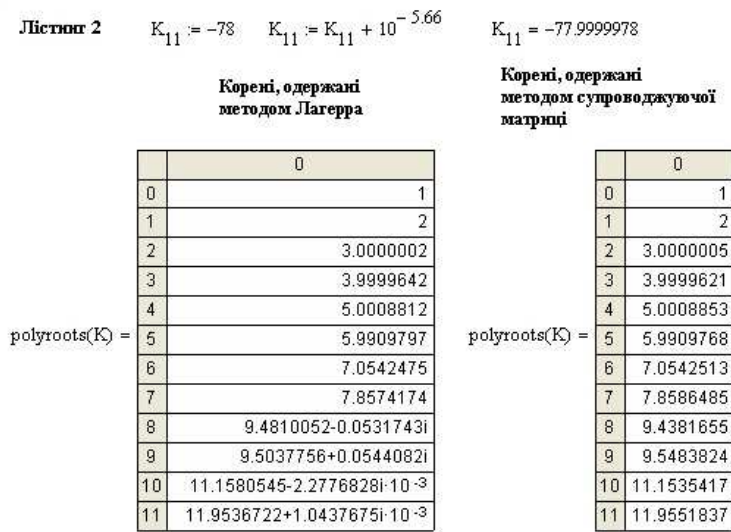 Лістинг 2 K11 := -78 K11 := K11 + 10^-5.66 K11 = -77.9999978
Корені, одержані методом Лагерра
Корені, одержані методом супроводжуючої матриці
polyroots(K) =
0
0 1
1 2
2 3.0000002
3 3.9999642
4 5.0008812
5 5.9909797
6 7.0542475
7 7.8574174
8 9.4810052-0.0531743i
9 9.5037756+0.0544082i
10 11.1580545-2.2776828i·10^-3
11 11.9536722+1.0437675i·10^-3
polyroots(K) =
0
0 1
1 2
2 3.0000005
3 3.9999621
4 5.0008853
5 5.9909768
6 7.0542513
7 7.8586485
8 9.4381655
9 9.5483824
10 11.1535417
11 11.9551837